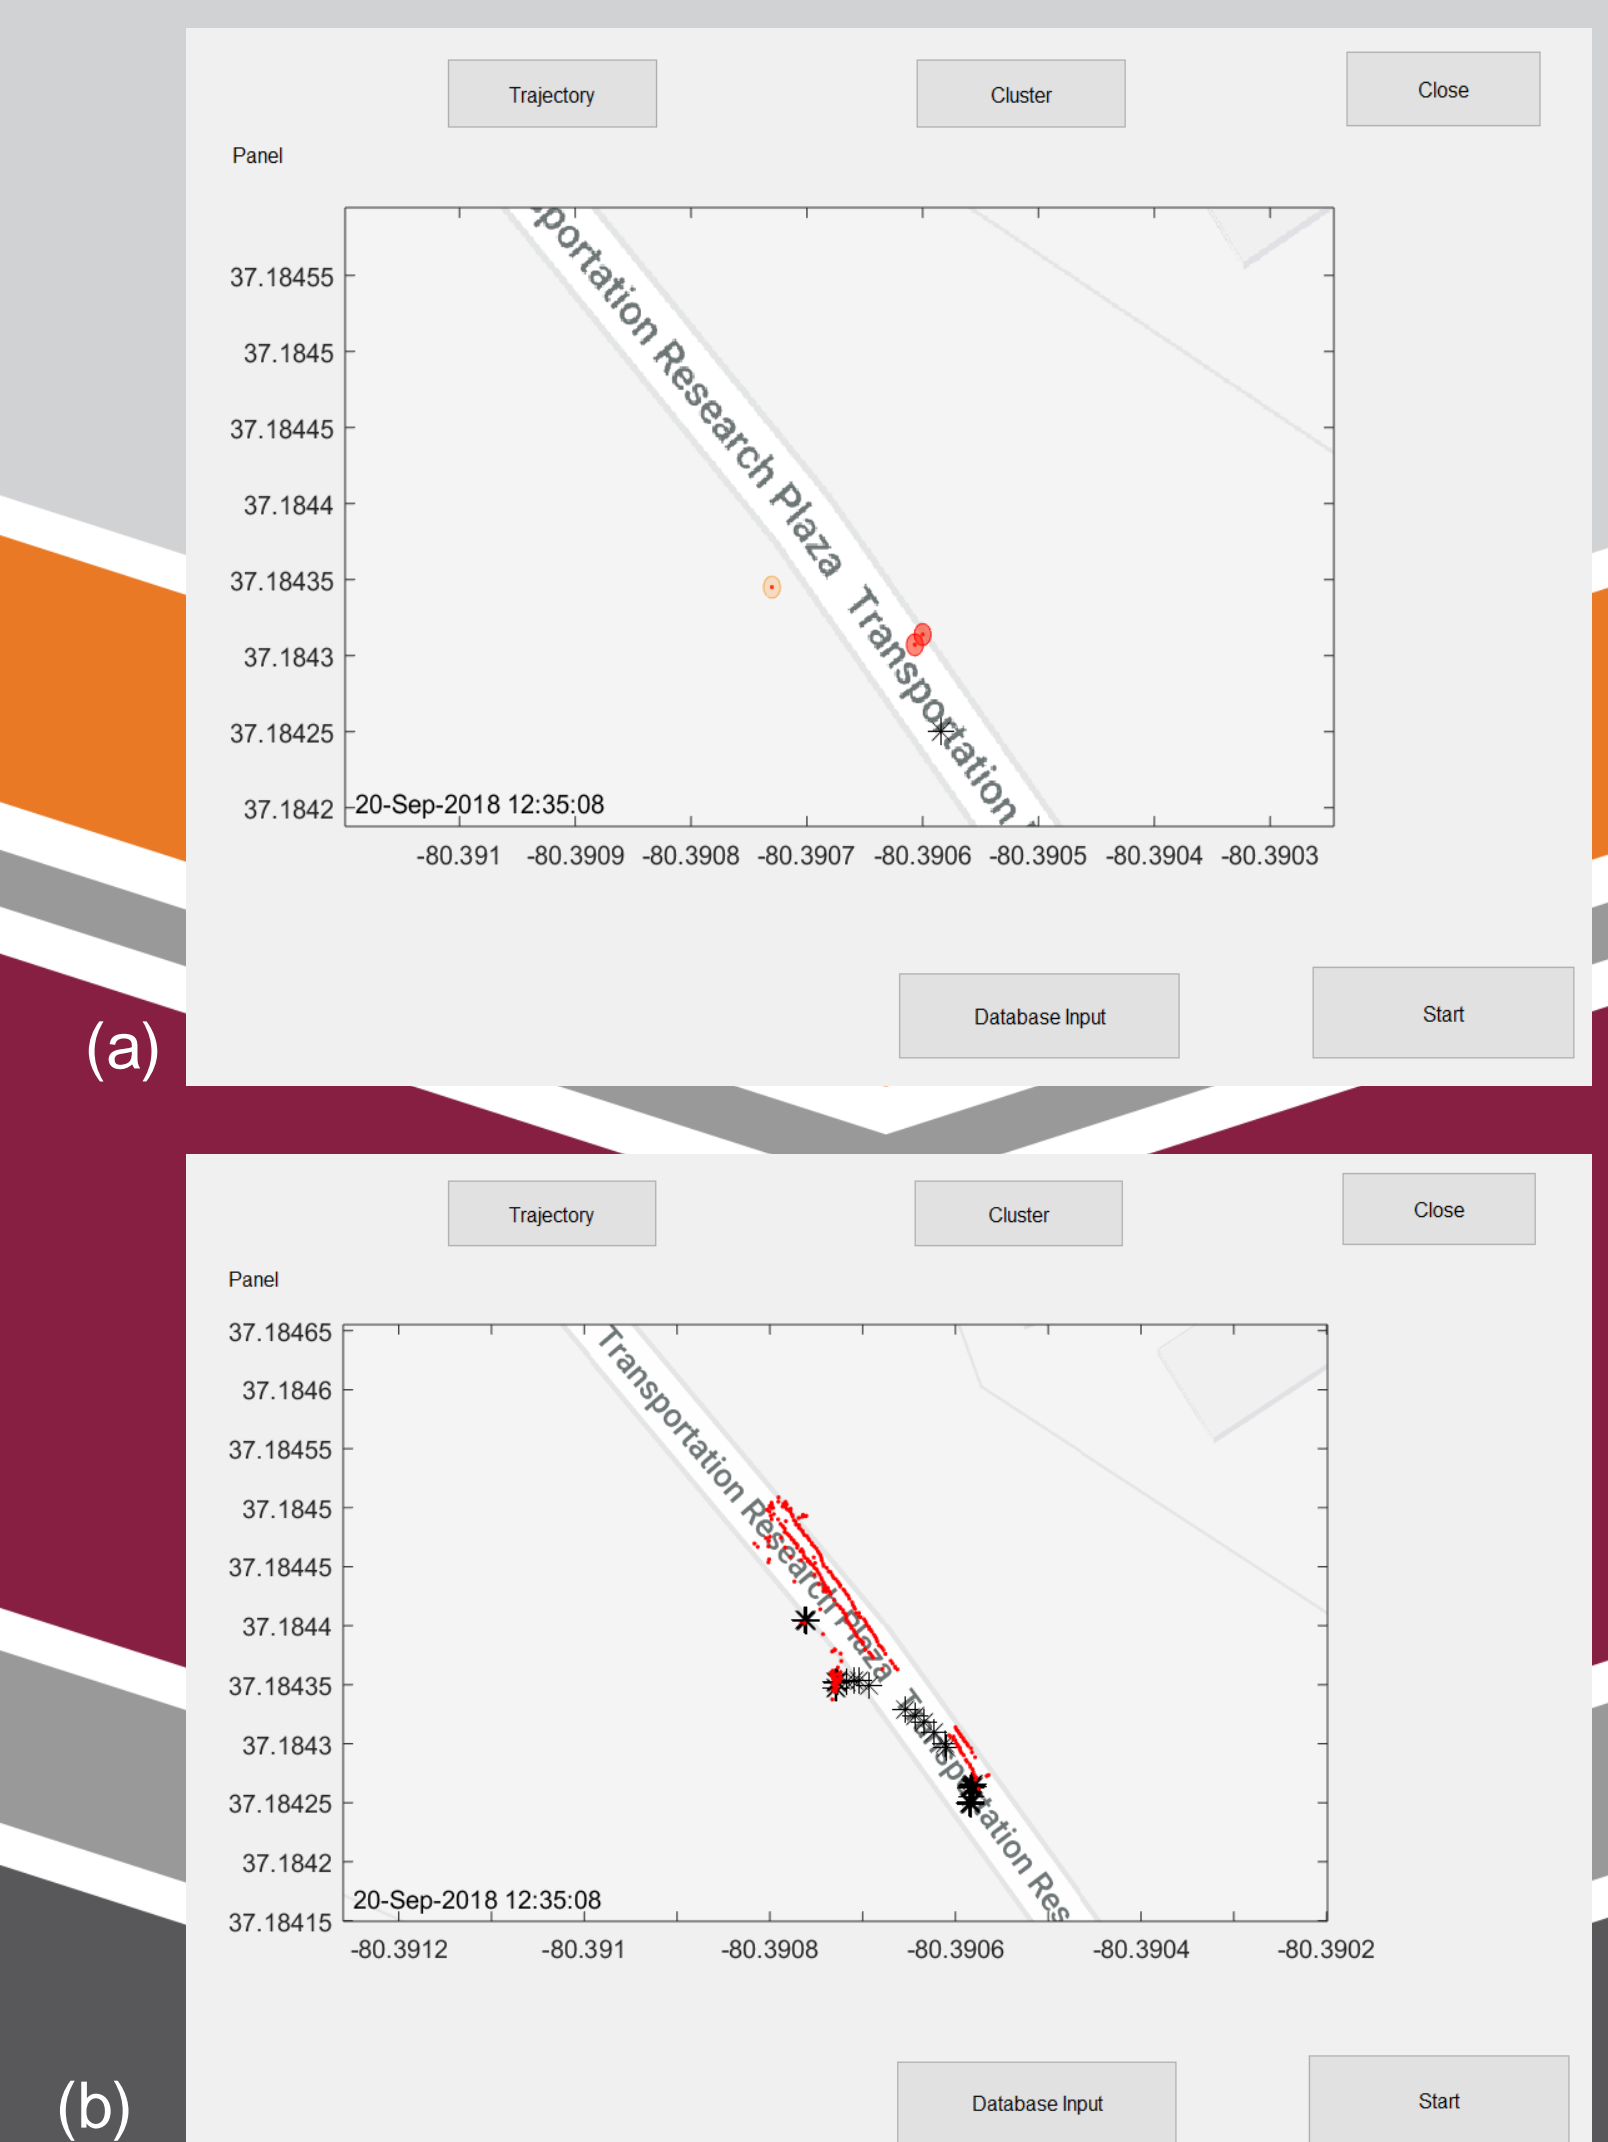 Trajectory Cluster Close
Panel
portation Research Plaza Transportation
37.18455
37.1845
37.18445
37.1844
37.18435
37.1843
37.18425
37.1842
20-Sep-2018 12:35:08
-80.391 -80.3909 -80.3908 -80.3907 -80.3906 -80.3905 -80.3904 -80.3903
Database Input Start
(a)
Trajectory Cluster Close
Panel
Transportation Research Plaza Transportation Res
37.18465
37.1846
37.18455
37.1845
37.18445
37.1844
37.18435
37.1843
37.18425
37.1842
37.18415
20-Sep-2018 12:35:08
-80.3912 -80.391 -80.3908 -80.3906 -80.3904 -80.3902
Database Input Start
(b)